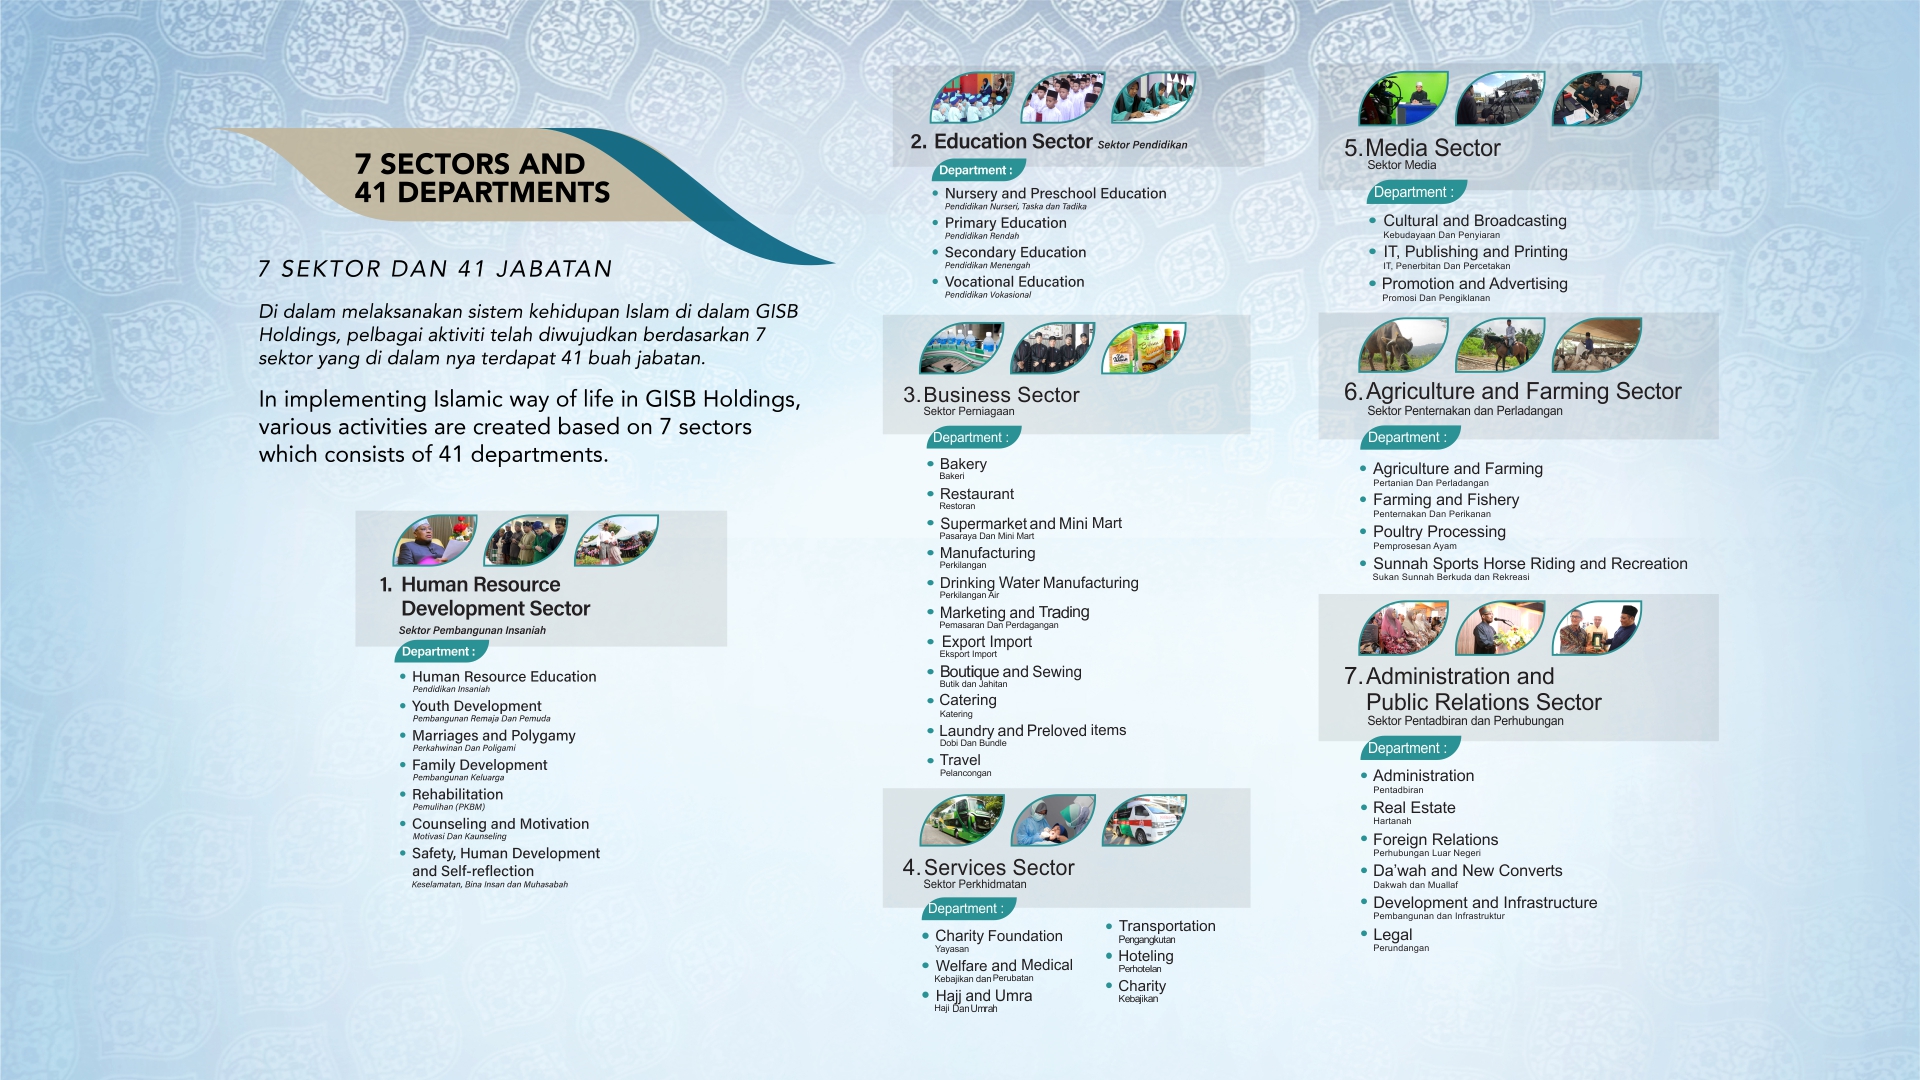 7 SECTORS AND
41 DEPARTMENTS
7 SEKTOR DAN 41 JABATAN
Di dalam melaksanakan sistem kehidupan Islam di dalam GISB
Holdings, pelbagai aktiviti telah diwujudkan berdasarkan 7
sektor yang di dalam nya terdapat 41 buah jabatan.
In implementing Islamic way of life in GISB Holdings,
various activities are created based on 7 sectors
which consists of 41 departments.
1. Human Resource
Development Sector
Sektor Pembangunan Insaniah
Department :
• Human Resource Education
Pendidikan Insaniah
• Youth Development
Pembangunan Remaja Dan Pemuda
• Marriages and Polygamy
Perkahwinan Dan Poligami
• Family Development
Pembangunan Keluarga
• Rehabilitation
Pemulihan (PKBM)
• Counseling and Motivation
Motivasi Dan Kaunseling
• Safety, Human Development
and Self-reflection
Keselamatan, Bina Insan dan Muhasabah
2. Education Sector Sektor Pendidikan
Department :
• Nursery and Preschool Education
Pendidikan Nurseri, Taska dan Tadika
• Primary Education
Pendidikan Rendah
• Secondary Education
Pendidikan Menengah
• Vocational Education
Pendidikan Vokasional
3. Business Sector
Sektor Perniagaan
Department :
• Bakery
Bakeri
• Restaurant
Restoran
• Supermarket and Mini Mart
Pasaraya Dan Mini Mart
• Manufacturing
Perkilangan
• Drinking Water Manufacturing
Perkilangan Air
• Marketing and Trading
Pemasaran Dan Perdagangan
• Export Import
Eksport Import
• Boutique and Sewing
Butik dan Jahitan
• Catering
Katering
• Laundry and Preloved items
Dobi Dan Bundle
• Travel
Pelancongan
4. Services Sector
Sektor Perkhidmatan
Department :
• Charity Foundation
Yayasan
• Welfare and Medical
Kebajikan dan Perubatan
• Hajj and Umra
Haji Dan Umrah
• Transportation
Pengangkutan
• Hoteling
Perhotelan
• Charity
Kebajikan
5. Media Sector
Sektor Media
Department :
• Cultural and Broadcasting
Kebudayaan Dan Penyiaran
• IT, Publishing and Printing
IT, Penerbitan Dan Percetakan
• Promotion and Advertising
Promosi Dan Pengiklanan
6. Agriculture and Farming Sector
Sektor Penternakan dan Perladangan
Department :
• Agriculture and Farming
Pertanian Dan Perladangan
• Farming and Fishery
Penternakan Dan Perikanan
• Poultry Processing
Pemprosesan Ayam
• Sunnah Sports Horse Riding and Recreation
Sukan Sunnah Berkuda dan Rekreasi
7. Administration and
Public Relations Sector
Sektor Pentadbiran dan Perhubungan
Department :
• Administration
Pentadbiran
• Real Estate
Hartanah
• Foreign Relations
Perhubungan Luar Negeri
• Da'wah and New Converts
Dakwah dan Muallaf
• Development and Infrastructure
Pembangunan dan Infrastruktur
• Legal
Perundangan